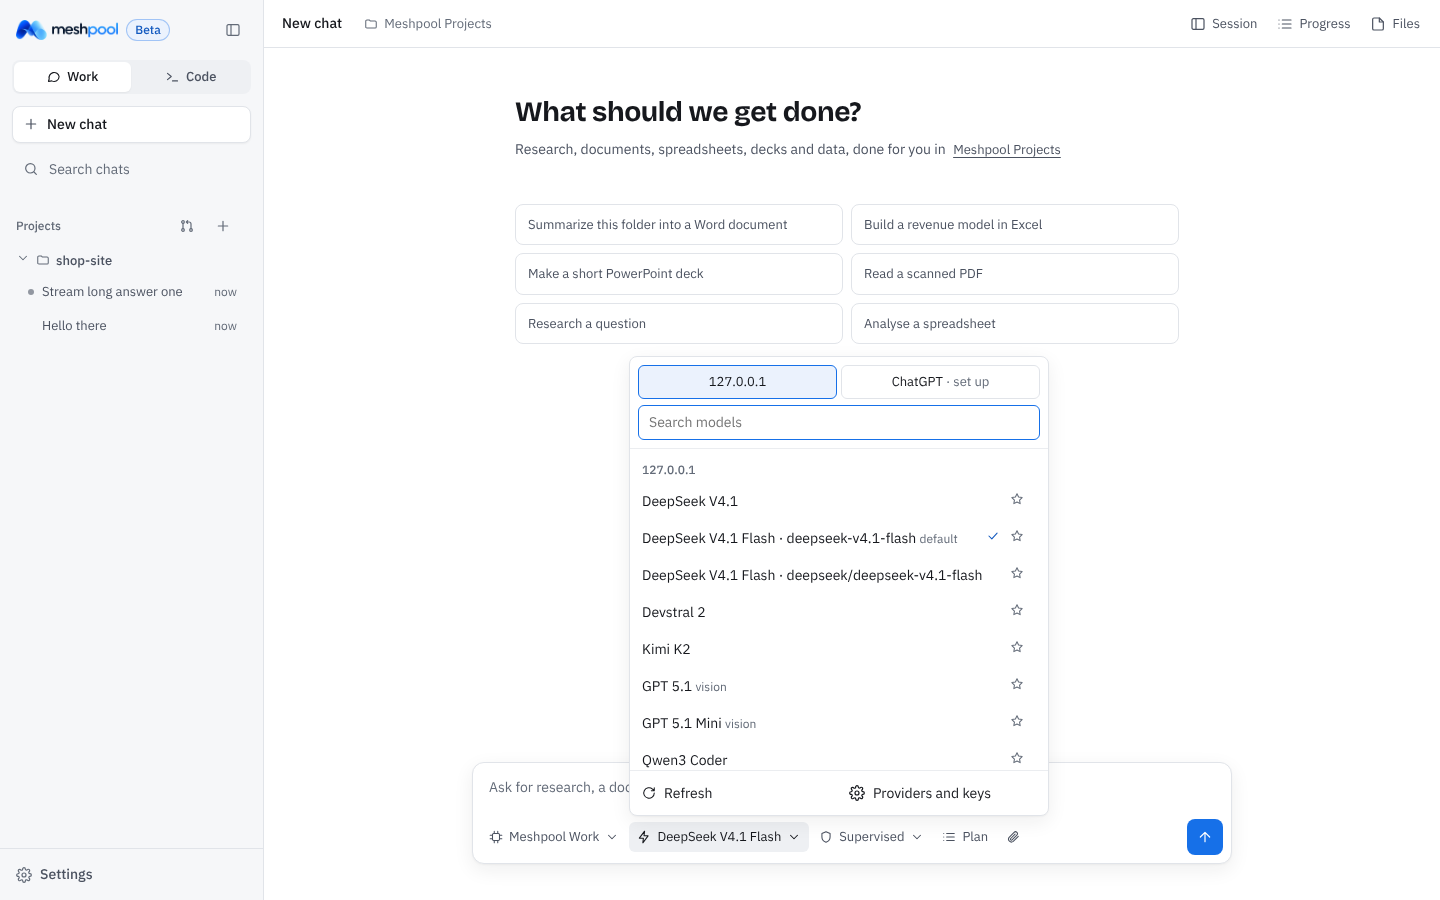 meshpool Beta
Work
Code
New chat
Search chats
Projects
shop-site
Stream long answer one now
Hello there now
Settings
New chat
Meshpool Projects
Session
Progress
Files
What should we get done?
Research, documents, spreadsheets, decks and data, done for you in Meshpool Projects
Summarize this folder into a Word document
Build a revenue model in Excel
Make a short PowerPoint deck
Read a scanned PDF
Research a question
Analyse a spreadsheet
127.0.0.1
ChatGPT · set up
Search models
127.0.0.1
DeepSeek V4.1
DeepSeek V4.1 Flash · deepseek-v4.1-flash default
DeepSeek V4.1 Flash · deepseek/deepseek-v4.1-flash
Devstral 2
Kimi K2
GPT 5.1 vision
GPT 5.1 Mini vision
Qwen3 Coder
Refresh
Providers and keys
Ask for research, a doc
Meshpool Work
DeepSeek V4.1 Flash
Supervised
Plan